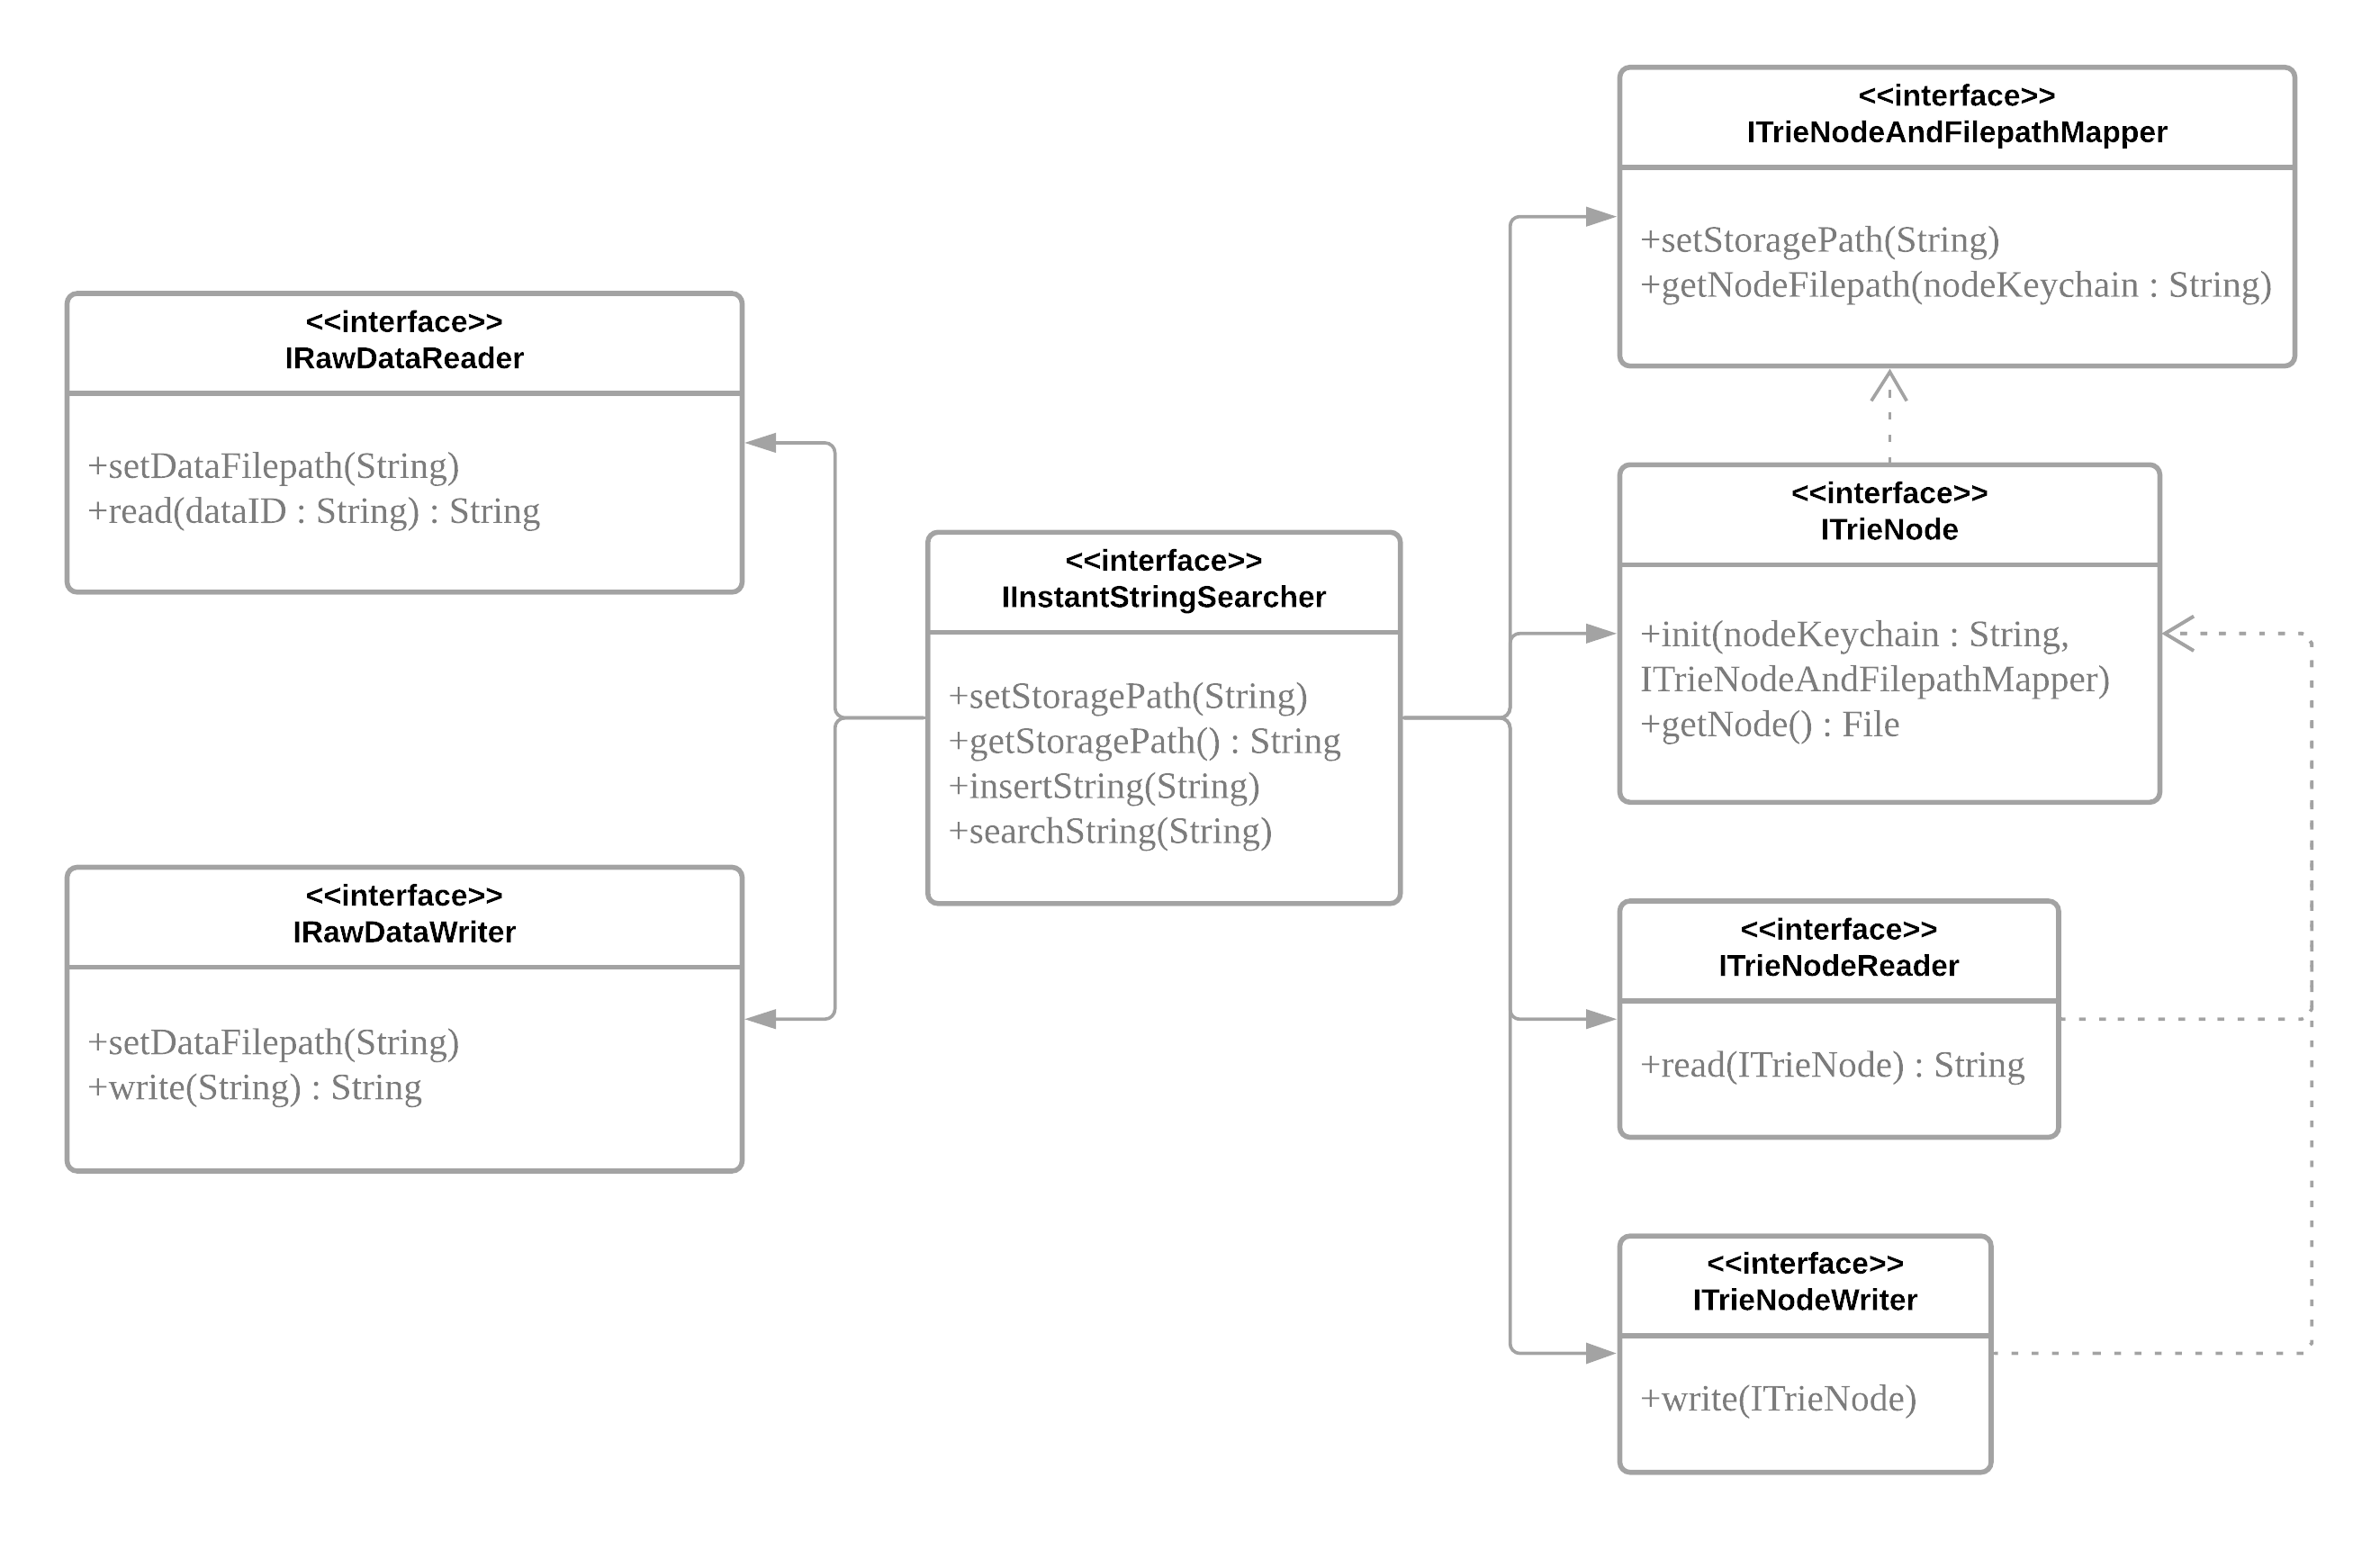 <<interface>>
ITrieNodeAndFilepathMapper
+setStoragePath(String)
+getNodeFilepath(nodeKeychain : String)
<<interface>>
IRawDataReader
+setDataFilepath(String)
+read(dataID : String) : String
<<interface>>
IInstantStringSearcher
+setStoragePath(String)
+getStoragePath() : String
+insertString(String)
+searchString(String)
<<interface>>
ITrieNode
+init(nodeKeychain : String,
ITrieNodeAndFilepathMapper)
+getNode() : File
<<interface>>
IRawDataWriter
+setDataFilepath(String)
+write(String) : String
<<interface>>
ITrieNodeReader
+read(ITrieNode) : String
<<interface>>
ITrieNodeWriter
+write(ITrieNode)